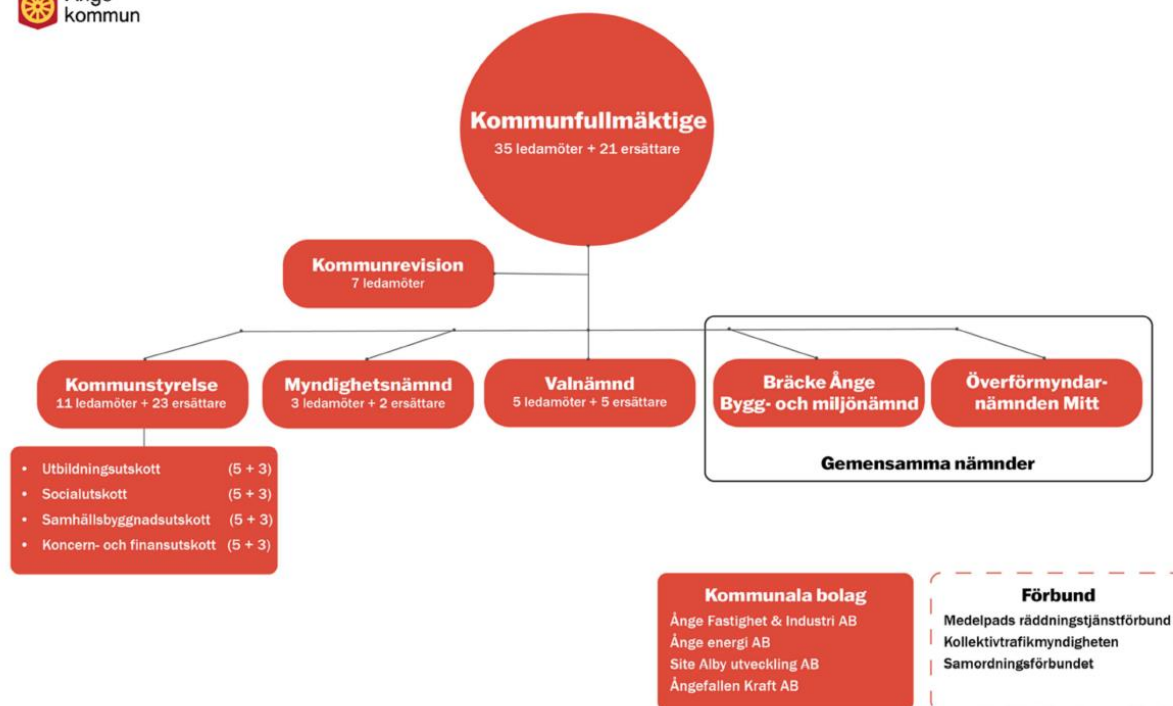 Ånge
kommun
Kommunfullmäktige
35 ledamöter + 21 ersättare
Kommunrevision
7 ledamöter
Kommunstyrelse
11 ledamöter + 23 ersättare
Myndighetsnämnd
3 ledamöter + 2 ersättare
Valnämnd
5 ledamöter + 5 ersättare
Bräcke Ånge
Bygg- och miljönämnd
Överförmyndar-
nämnden Mitt
Gemensamma nämnder
• Utbildningsutskott (5 + 3)
• Socialutskott (5 + 3)
• Samhällsbyggnadsutskott (5 + 3)
• Koncern- och finansutskott (5 + 3)
Kommunala bolag
Ånge Fastighet & Industri AB
Ånge energi AB
Site Alby utveckling AB
Ångefallen Kraft AB
Förbund
Medelpads räddningstjänstförbund
Kollektivtrafikmyndigheten
Samordningsförbundet